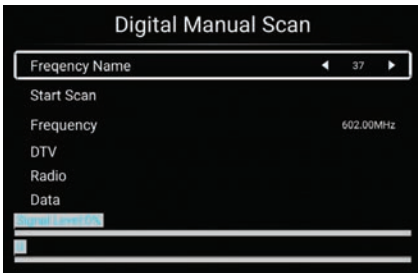 Digital Manual Scan
Freqency Name 37
Start Scan
Frequency 602.00MHz
DTV
Radio
Data
Signal Level 0%